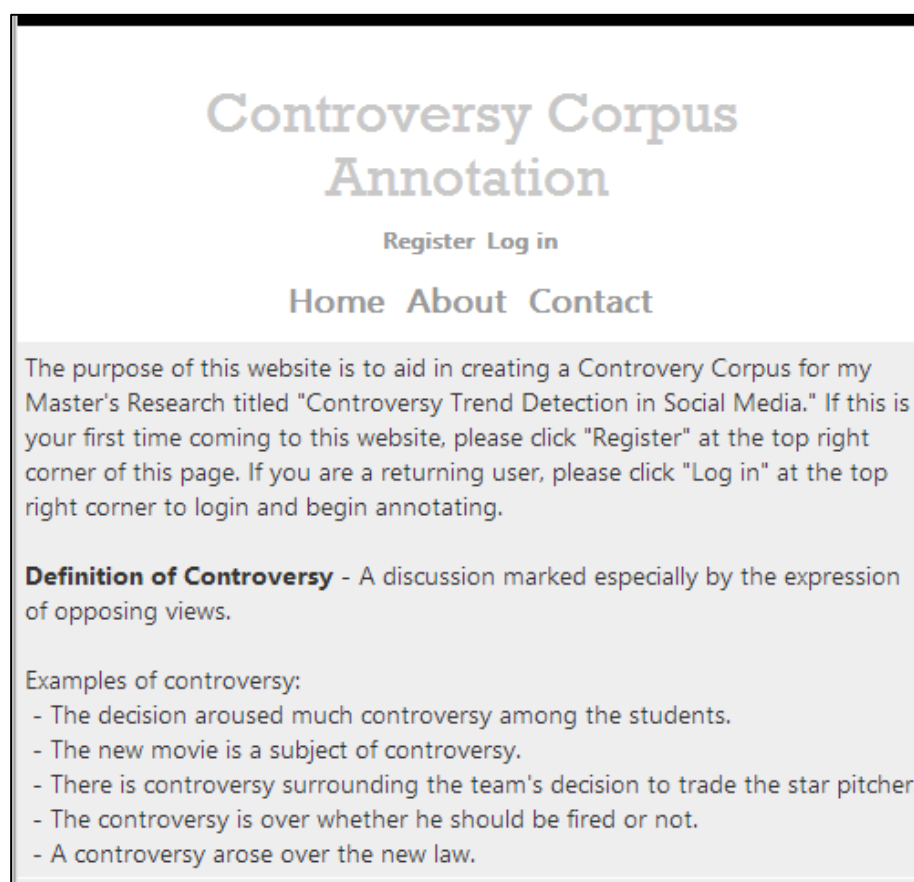 Controversy Corpus
Annotation
Register Log in
Home About Contact
The purpose of this website is to aid in creating a Controvery Corpus for my
Master's Research titled "Controversy Trend Detection in Social Media." If this is
your first time coming to this website, please click "Register" at the top right
corner of this page. If you are a returning user, please click "Log in" at the top
right corner to login and begin annotating.
Definition of Controversy - A discussion marked especially by the expression
of opposing views.
Examples of controversy:
- The decision aroused much controversy among the students.
- The new movie is a subject of controversy.
- There is controversy surrounding the team's decision to trade the star pitcher
- The controversy is over whether he should be fired or not.
- A controversy arose over the new law.